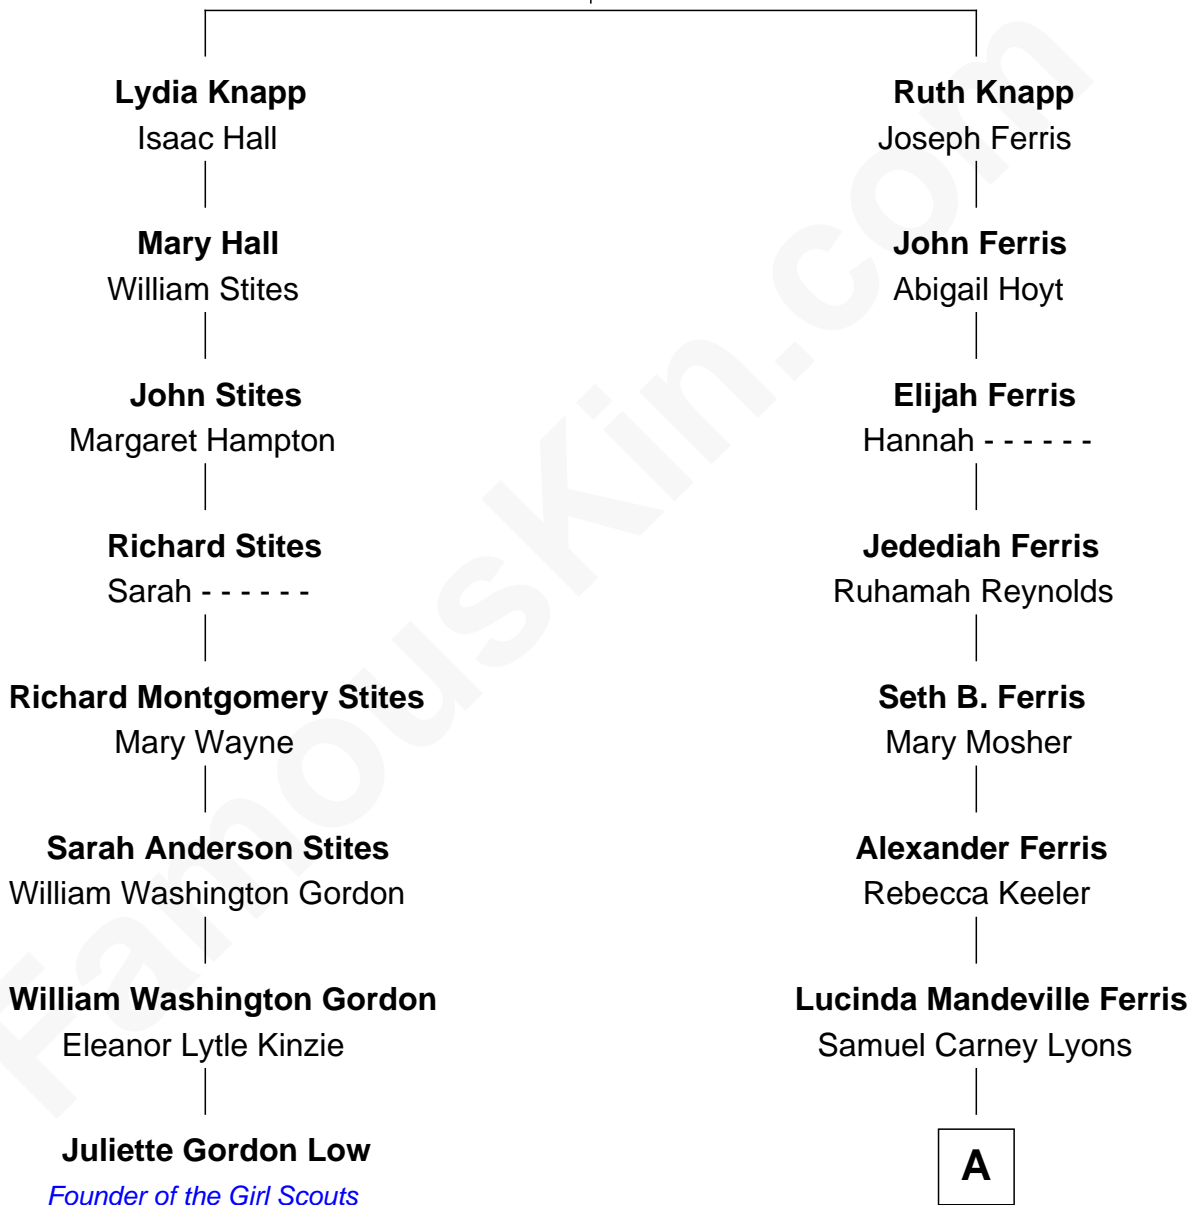 Lydia Knapp
Isaac Hall
Ruth Knapp
Joseph Ferris
Mary Hall
William Stites
John Ferris
Abigail Hoyt
John Stites
Margaret Hampton
Elijah Ferris
Hannah - - - - - -
Richard Stites
Sarah - - - - - -
Jedediah Ferris
Ruhamah Reynolds
Richard Montgomery Stites
Mary Wayne
Seth B. Ferris
Mary Mosher
Sarah Anderson Stites
William Washington Gordon
Alexander Ferris
Rebecca Keeler
William Washington Gordon
Eleanor Lytle Kinzie
Lucinda Mandeville Ferris
Samuel Carney Lyons
Juliette Gordon Low
Founder of the Girl Scouts
A
FamousKin.com